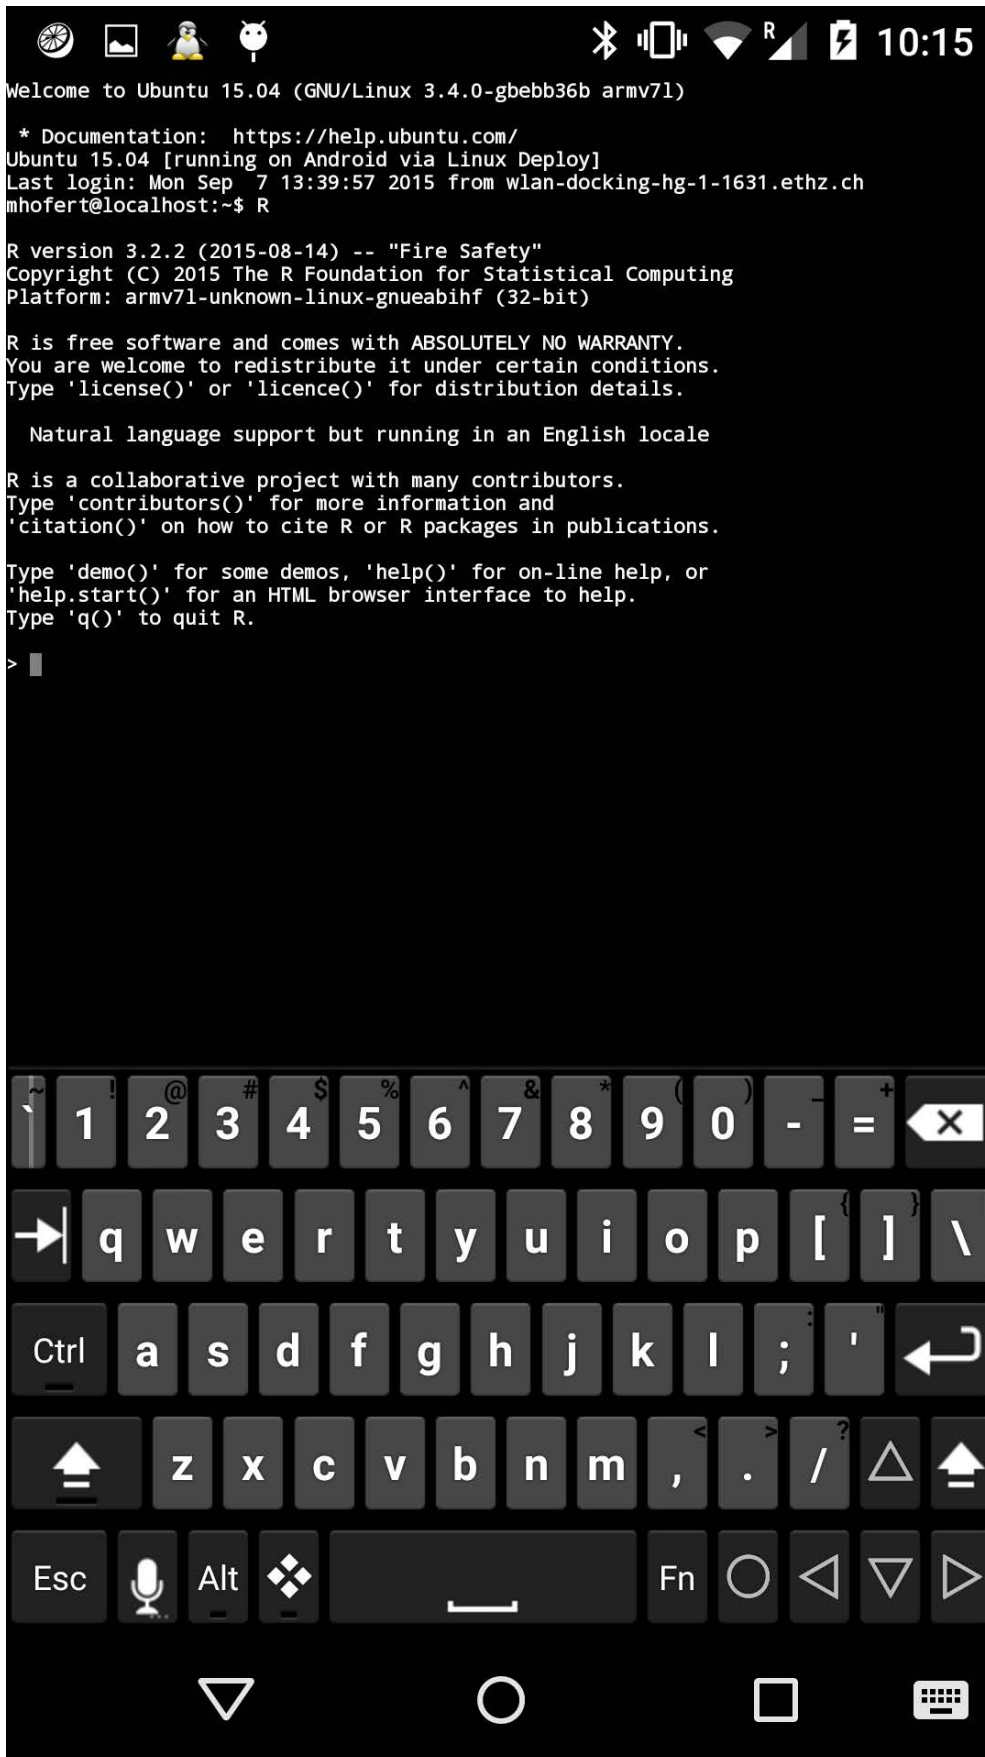 R 10:15
Welcome to Ubuntu 15.04 (GNU/Linux 3.4.0-gbebb36b armv7l)
* Documentation:  https://help.ubuntu.com/
Ubuntu 15.04 [running on Android via Linux Deploy]
Last login: Mon Sep  7 13:39:57 2015 from wlan-docking-hg-1-1631.ethz.ch
mhofert@localhost:~$ R
R version 3.2.2 (2015-08-14) -- "Fire Safety"
Copyright (C) 2015 The R Foundation for Statistical Computing
Platform: armv7l-unknown-linux-gnueabihf (32-bit)
R is free software and comes with ABSOLUTELY NO WARRANTY.
You are welcome to redistribute it under certain conditions.
Type 'license()' or 'licence()' for distribution details.
Natural language support but running in an English locale
R is a collaborative project with many contributors.
Type 'contributors()' for more information and
'citation()' on how to cite R or R packages in publications.
Type 'demo()' for some demos, 'help()' for on-line help, or
'help.start()' for an HTML browser interface to help.
Type 'q()' to quit R.
>
~ ! @ # $ % ^ & * ( ) _ +
` 1 2 3 4 5 6 7 8 9 0 - =
{ }
q w e r t y u i o p [ ] \
: "
Ctrl a s d f g h j k l ; '
< > ?
z x c v b n m , . /
Esc Alt Fn